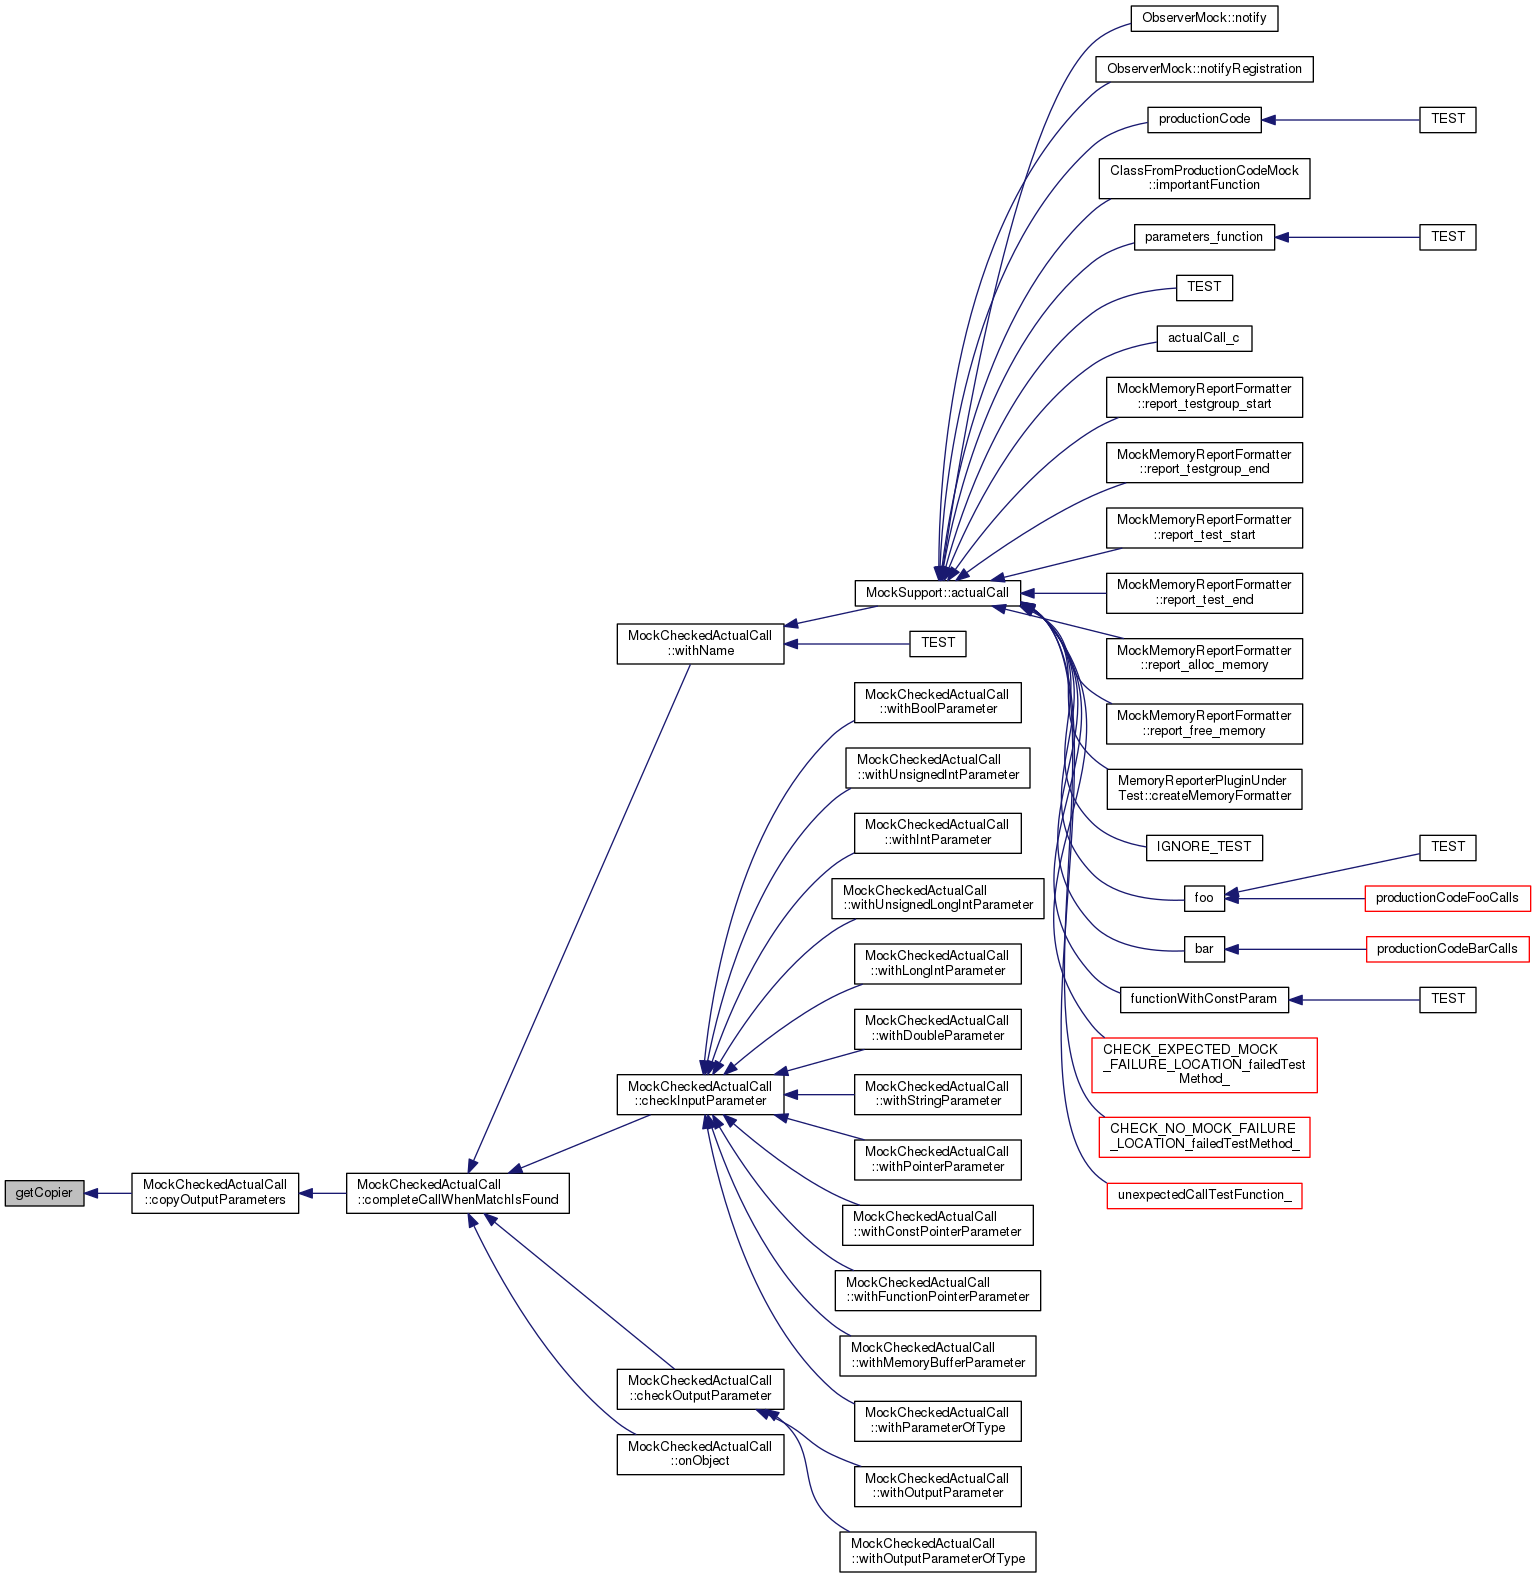 ObserverMock::notify
ObserverMock::notifyRegistration
productionCode
TEST
ClassFromProductionCodeMock
::importantFunction
parameters_function
TEST
TEST
actualCall_c
MockMemoryReportFormatter
::report_testgroup_start
MockMemoryReportFormatter
::report_testgroup_end
MockMemoryReportFormatter
::report_test_start
MockSupport::actualCall
MockMemoryReportFormatter
::report_test_end
MockCheckedActualCall
::withName
TEST
MockMemoryReportFormatter
::report_alloc_memory
MockCheckedActualCall
::withBoolParameter
MockMemoryReportFormatter
::report_free_memory
MockCheckedActualCall
::withUnsignedIntParameter
MemoryReporterPluginUnder
Test::createMemoryFormatter
MockCheckedActualCall
::withIntParameter
IGNORE_TEST
TEST
MockCheckedActualCall
::withUnsignedLongIntParameter
foo
productionCodeFooCalls
MockCheckedActualCall
::withLongIntParameter
bar
productionCodeBarCalls
functionWithConstParam
TEST
MockCheckedActualCall
::withDoubleParameter
CHECK_EXPECTED_MOCK
_FAILURE_LOCATION_failedTest
Method_
MockCheckedActualCall
::checkInputParameter
MockCheckedActualCall
::withStringParameter
CHECK_NO_MOCK_FAILURE
_LOCATION_failedTestMethod_
MockCheckedActualCall
::withPointerParameter
getCopier
MockCheckedActualCall
::copyOutputParameters
MockCheckedActualCall
::completeCallWhenMatchIsFound
unexpectedCallTestFunction_
MockCheckedActualCall
::withConstPointerParameter
MockCheckedActualCall
::withFunctionPointerParameter
MockCheckedActualCall
::withMemoryBufferParameter
MockCheckedActualCall
::checkOutputParameter
MockCheckedActualCall
::withParameterOfType
MockCheckedActualCall
::onObject
MockCheckedActualCall
::withOutputParameter
MockCheckedActualCall
::withOutputParameterOfType